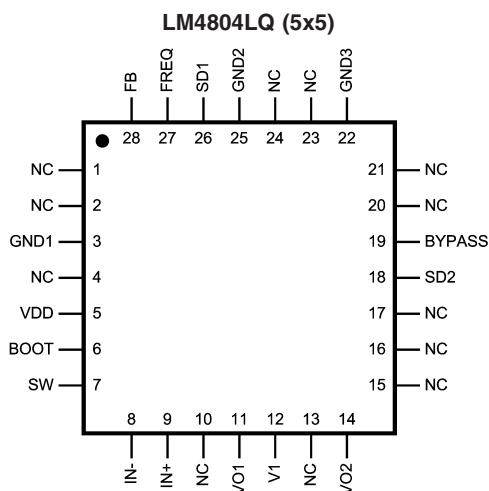 LM4804LQ (5x5)
FB FREQ SD1 GND2 NC NC GND3
28 27 26 25 24 23 22
NC 1 21 NC
NC 2 20 NC
GND1 3 19 BYPASS
NC 4 18 SD2
VDD 5 17 NC
BOOT 6 16 NC
SW 7 15 NC
8 9 10 11 12 13 14
IN- IN+ NC VO1 V1 NC VO2